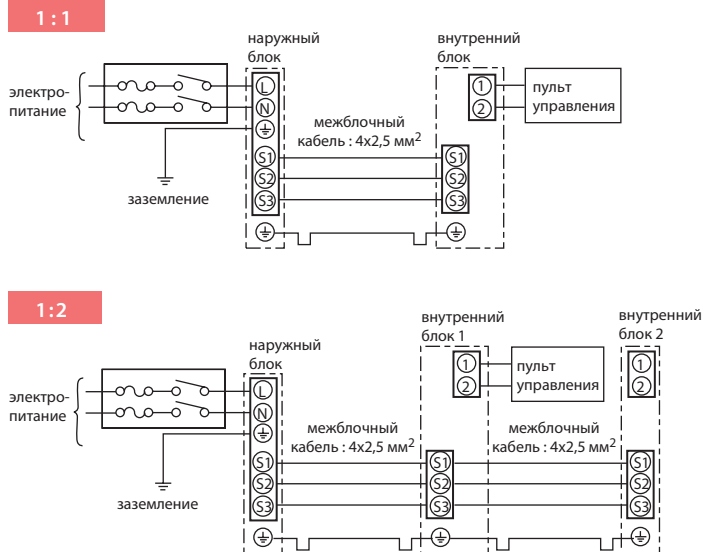 1 : 1
наружный
блок
внутренний
блок
электро-
питание
L
N
1
2
пульт
управления
межблочный
кабель : 4x2,5 мм²
S1
S2
S3
S1
S2
S3
заземление
1:2
наружный
блок
внутренний
блок 1
внутренний
блок 2
электро-
питание
L
N
1
2
пульт
управления
1
2
межблочный
кабель : 4x2,5 мм²
межблочный
кабель : 4x2,5 мм²
S1
S2
S3
S1
S2
S3
S1
S2
S3
заземление